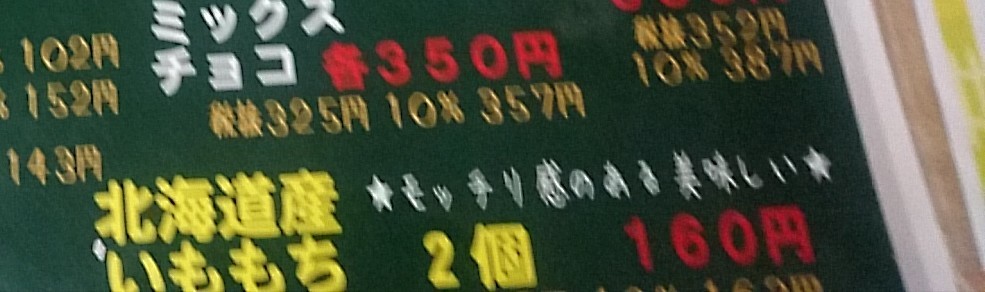 ミックス
チョコ 各350円
税抜325円 10% 357円
税抜352円
10% 387円
102円
152円
143円
北海道産
いももち 2個 160円
★モッチリ感のある美味しい★